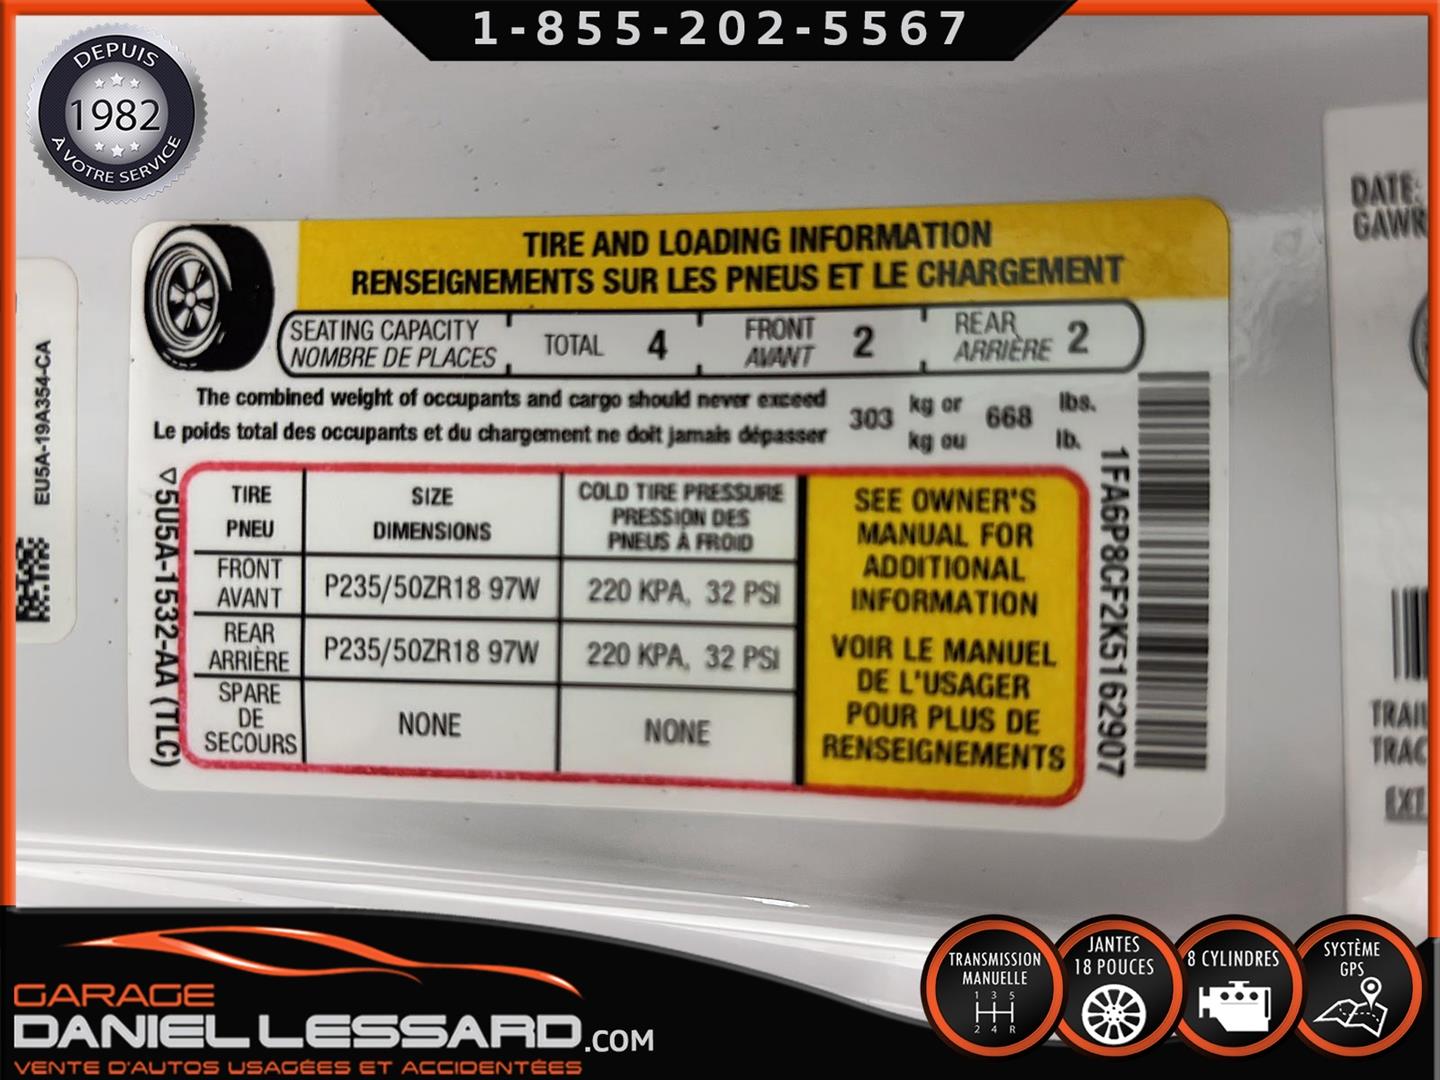 1-855-202-5567
DEPUIS
1982
À VOTRE SERVICE
TIRE AND LOADING INFORMATION
RENSEIGNEMENTS SUR LES PNEUS ET LE CHARGEMENT
SEATING CAPACITY
NOMBRE DE PLACES
TOTAL 4
FRONT
AVANT
2
REAR
ARRIÈRE
2
The combined weight of occupants and cargo should never exceed
Le poids total des occupants et du chargement ne doit jamais dépasser
303
kg or
kg ou
668
lbs.
lb.
TIRE
PNEU
SIZE
DIMENSIONS
COLD TIRE PRESSURE
PRESSION DES
PNEUS À FROID
FRONT
AVANT
P235/50ZR18 97W
220 KPA, 32 PSI
REAR
ARRIÈRE
P235/50ZR18 97W
220 KPA, 32 PSI
SPARE
DE
SECOURS
NONE
NONE
SEE OWNER'S
MANUAL FOR
ADDITIONAL
INFORMATION
VOIR LE MANUEL
DE L'USAGER
POUR PLUS DE
RENSEIGNEMENTS
5U5A-1532-AA (TLC)
1FA6P8CF2K5162907
EU5A-19A354-CA
DATE:
GAWR
GARAGE
DANIEL LESSARD.COM
VENTE D'AUTOS USAGÉES ET ACCIDENTÉES
TRANSMISSION
MANUELLE
1 3 5
2 4 R
JANTES
18 POUCES
8 CYLINDRES
SYSTÈME
GPS